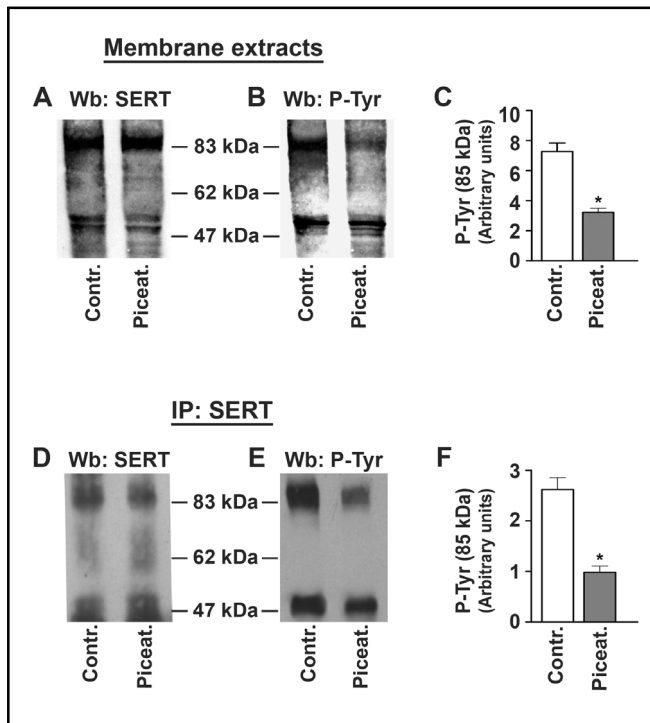 Membrane extracts
A Wb: SERT
B Wb: P-Tyr
C
83 kDa
62 kDa
47 kDa
Contr.
Piceat.
Contr.
Piceat.
P-Tyr (85 kDa)
(Arbitrary units)
8
6
4
2
0
*
Contr.
Piceat.
IP: SERT
D Wb: SERT
E Wb: P-Tyr
F
83 kDa
62 kDa
47 kDa
Contr.
Piceat.
Contr.
Piceat.
P-Tyr (85 kDa)
(Arbitrary units)
3
2
1
0
*
Contr.
Piceat.